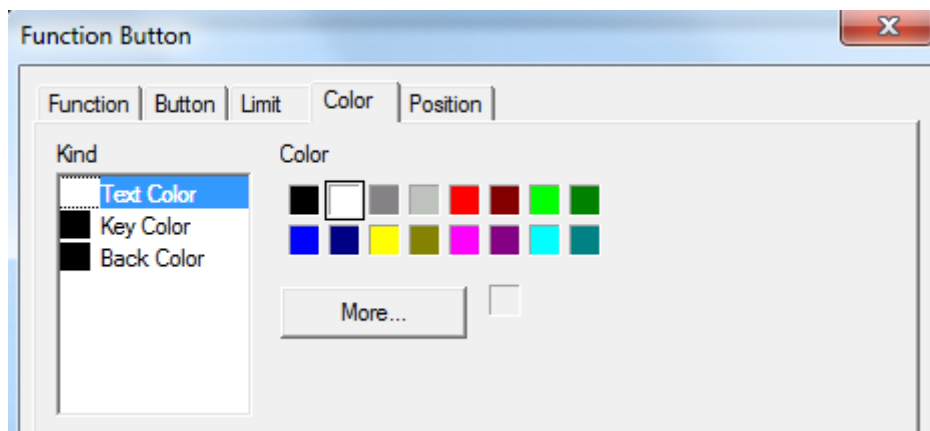 Function Button
Function Button Limit Color Position
Kind
Color
Text Color
Key Color
Back Color
More...